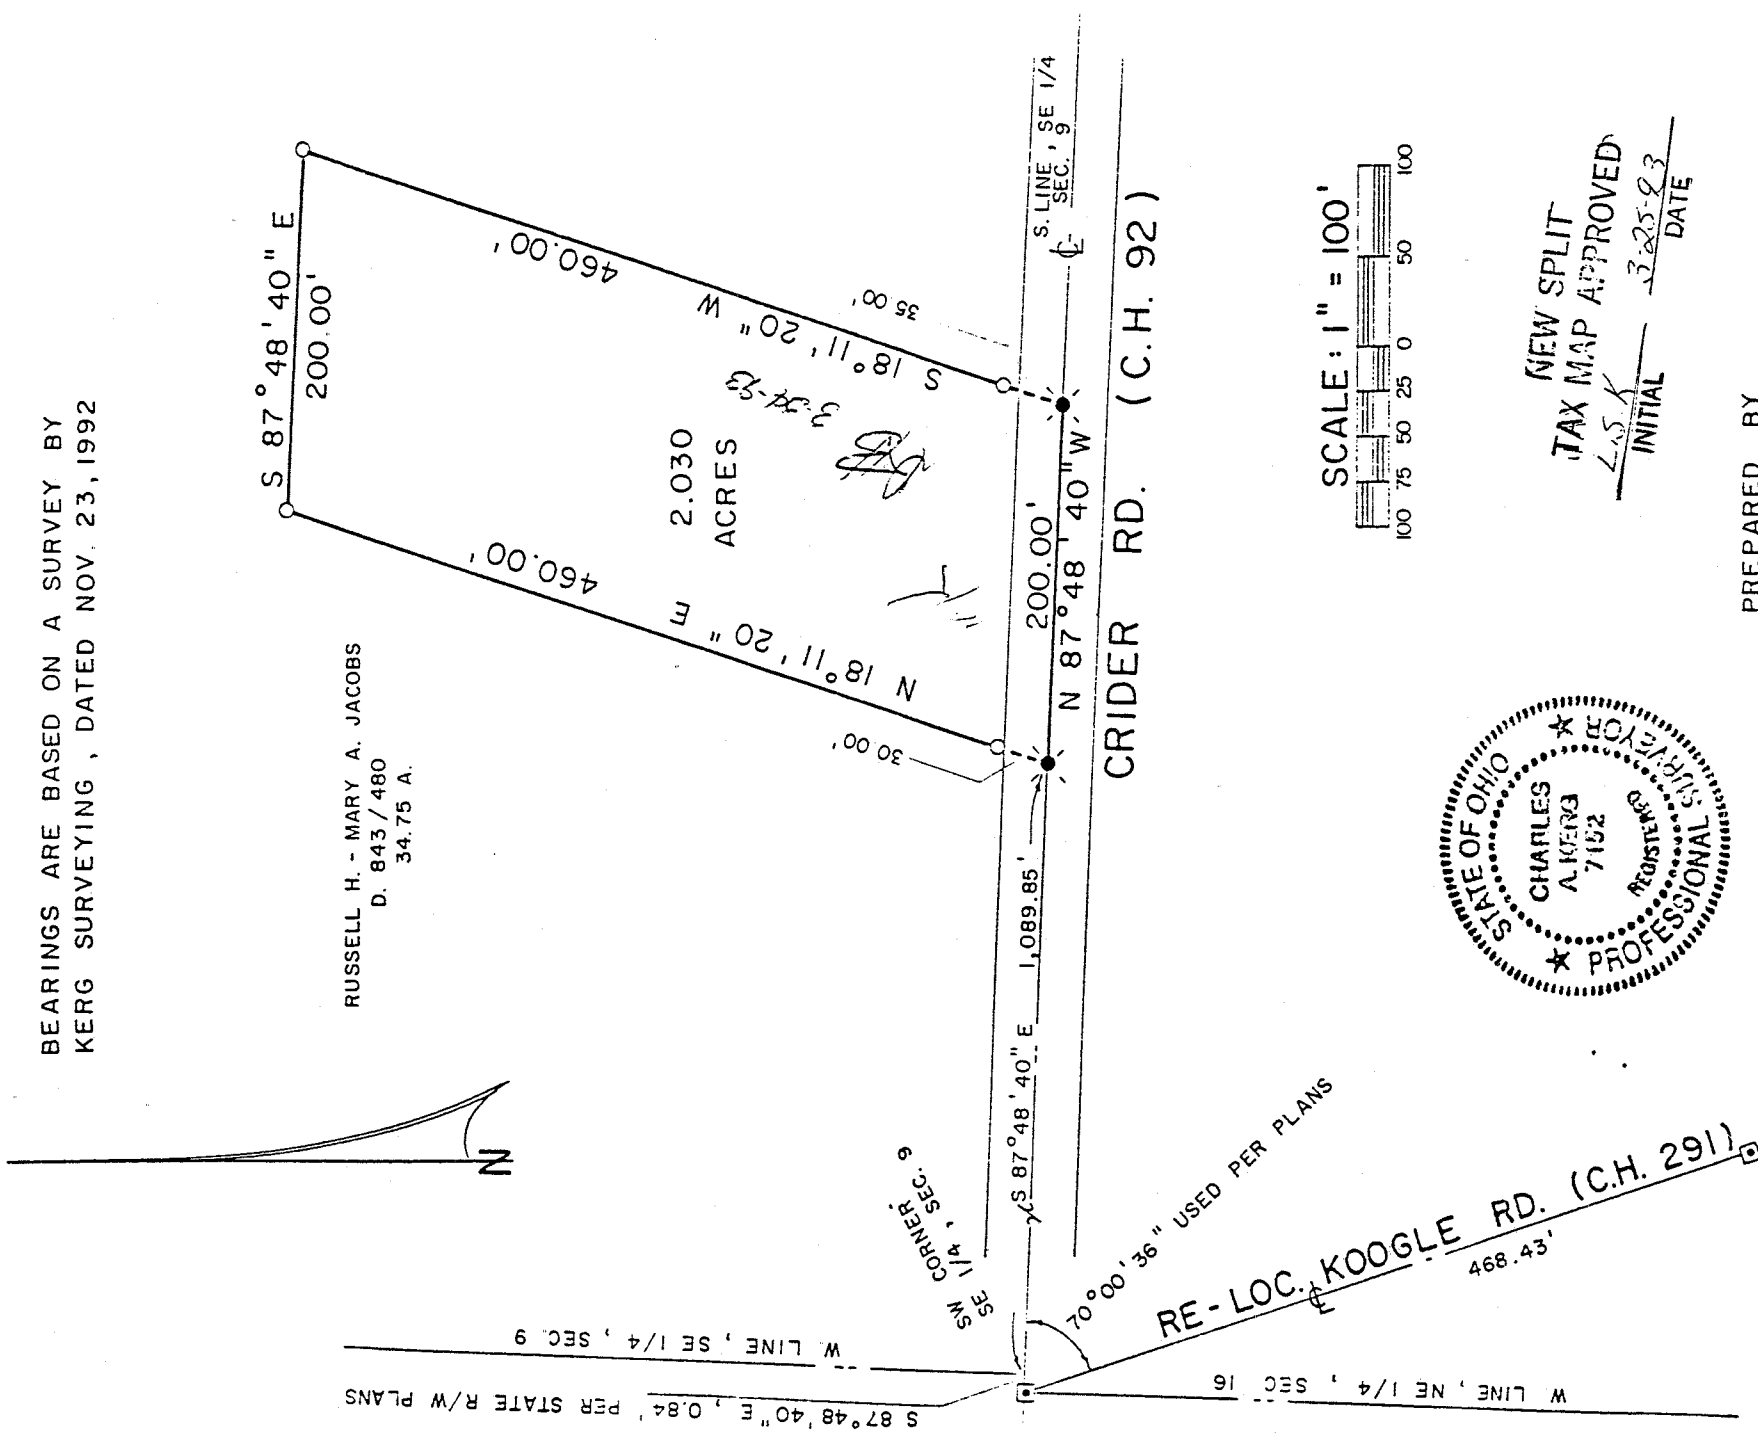 BEARINGS ARE BASED ON A SURVEY BY
KERG SURVEYING , DATED NOV. 23, 1992
RUSSELL H. - MARY A. JACOBS
D. 843 / 480
34.75 A.
N
S 87° 48' 40" E
200.00'
460.00'
N 18° 11' 20" E
460.00'
S 18° 11' 20" W
2.030
ACRES
3-24-93
35.00'
30.00'
S. LINE , SE 1/4
SEC. 9
200.00'
N 87° 48' 40" W
S 87° 48' 40" E
1,089.85'
CRIDER RD. (C.H. 92)
SW CORNER
SE 1/4 , SEC. 9
W. LINE , SE 1/4 , SEC. 9
S 87° 48' 40" E , 0.84' PER STATE R/W PLANS
W. LINE , NE 1/4 , SEC 16
70° 00' 36" USED PER PLANS
RE-LOC. KOOGLE RD. (C.H. 291)
468.43'
SCALE : 1" = 100'
100 75 50 25 0 50 100
STATE OF OHIO
CHARLES
A. KERG
7152
REGISTERED
PROFESSIONAL SURVEYOR
NEW SPLIT
TAX MAP APPROVED
3-25-93
INITIAL DATE
PREPARED BY